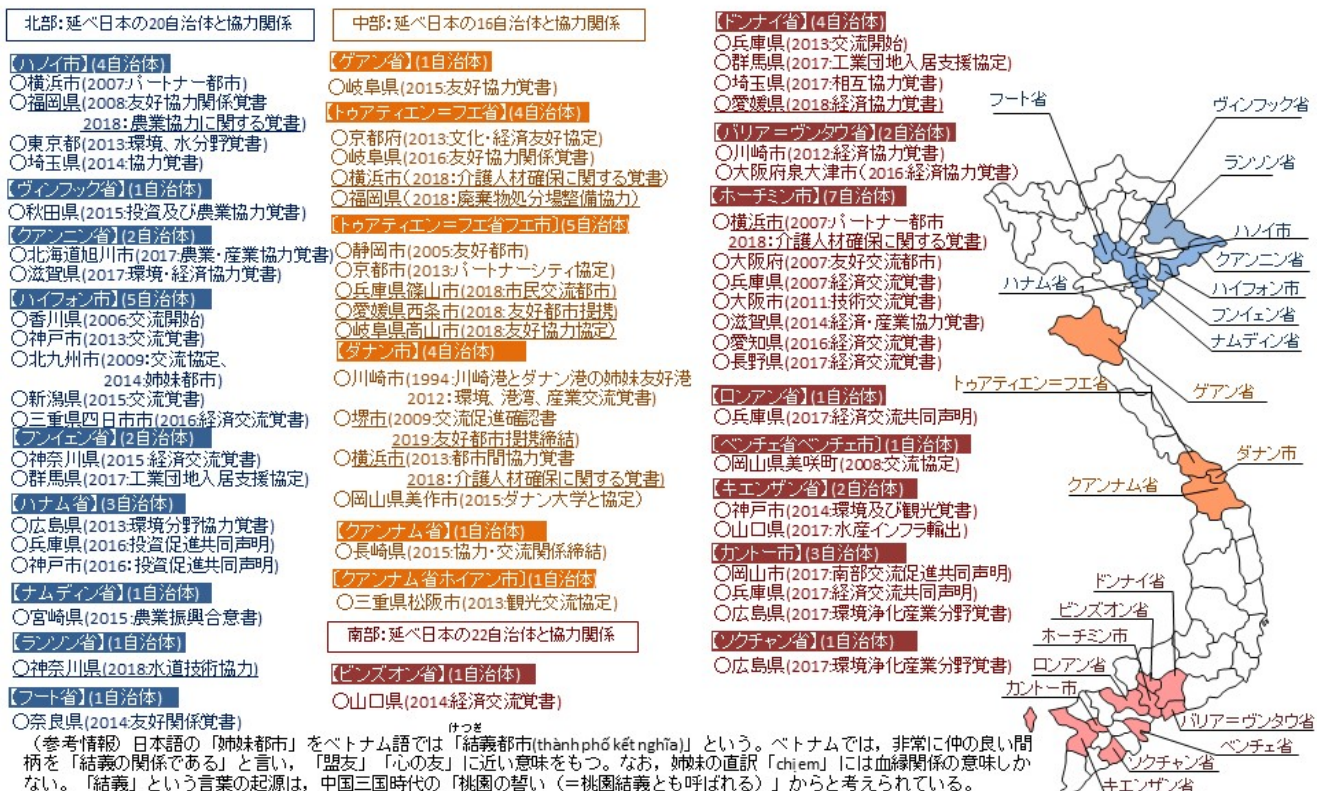 北部:延べ日本の20自治体と協力関係
【ハノイ市】(4自治体)
○横浜市(2007:パートナー都市)
○福岡県(2008:友好協力関係覚書
2018:農業協力に関する覚書)
○東京都(2013:環境、水分野覚書)
○埼玉県(2014:協力覚書)
【ヴィンフック省】(1自治体)
○秋田県(2015:投資及び農業協力覚書)
【クアンニン省】(2自治体)
○北海道旭川市(2017:農業・産業協力覚書)
○滋賀県(2017:環境・経済協力覚書)
【ハイフォン市】(5自治体)
○香川県(2006:交流開始)
○神戸市(2013:交流覚書)
○北九州市(2009:交流協定、
2014:姉妹都市)
○新潟県(2015:交流覚書)
○三重県四日市市(2016:経済交流覚書)
【フンイェン省】(2自治体)
○神奈川県(2015:経済交流覚書)
○群馬県(2017:工業団地入居支援協定)
【ハナム省】(3自治体)
○広島県(2013:環境分野協力覚書)
○兵庫県(2016:投資促進共同声明)
○神戸市(2016:投資促進共同声明)
【ナムディン省】(1自治体)
○宮崎県(2015:農業振興合意書)
【ランソン省】(1自治体)
○神奈川県(2018:水道技術協力)
【フート省】(1自治体)
○奈良県(2014:友好関係覚書)
中部:延べ日本の16自治体と協力関係
【ゲアン省】(1自治体)
○岐阜県(2015:友好協力覚書)
【トゥアティエン=フエ省】(4自治体)
○京都府(2013:文化・経済友好協定)
○岐阜県(2016:友好協力関係覚書)
○横浜市(2018:介護人材確保に関する覚書)
○福岡県(2018:廃棄物処分場整備協力)
〔トゥアティエン=フエ省フエ市〕(5自治体)
○静岡市(2005:友好都市)
○京都市(2013:パートナーシティ協定)
○兵庫県篠山市(2018:市民交流都市)
○愛媛県西条市(2018:友好都市提携)
○岐阜県高山市(2018:友好協力協定)
【ダナン市】(4自治体)
○川崎市(1994:川崎港とダナン港の姉妹友好港
2012:環境、港湾、産業交流覚書)
○堺市(2009:交流促進確認書
2019:友好都市提携締結)
○横浜市(2013:都市間協力覚書
2018:介護人材確保に関する覚書)
○岡山県美作市(2015:ダナン大学と協定)
【クアンナム省】(1自治体)
○長崎県(2015:協力・交流関係締結)
〔クアンナム省ホイアン市〕(1自治体)
○三重県松阪市(2013:観光交流協定)
南部:延べ日本の22自治体と協力関係
【ビンズオン省】(1自治体)
○山口県(2014:経済交流覚書)
【ドンナイ省】(4自治体)
○兵庫県(2013:交流開始)
○群馬県(2017:工業団地入居支援協定)
○埼玉県(2017:相互協力覚書)
○愛媛県(2018:経済協力覚書)
【バリア=ヴンタウ省】(2自治体)
○川崎市(2012:経済協力覚書)
○大阪府泉大津市(2016:経済協力覚書)
【ホーチミン市】(7自治体)
○横浜市(2007:パートナー都市
2018:介護人材確保に関する覚書)
○大阪府(2007:友好交流都市)
○兵庫県(2007:経済交流覚書)
○大阪市(2011:技術交流覚書)
○滋賀県(2014:経済・産業協力覚書)
○愛知県(2016:経済交流覚書)
○長野県(2017:経済交流覚書)
【ロンアン省】(1自治体)
○兵庫県(2017:経済交流共同声明)
〔ベンチェ省ベンチェ市〕(1自治体)
○岡山県美咲町(2008:交流協定)
【キエンザン省】(2自治体)
○神戸市(2014:環境及び観光覚書)
○山口県(2017:水産インフラ輸出)
【カントー市】(3自治体)
○岡山市(2017:南部交流促進共同声明)
○兵庫県(2017:経済交流共同声明)
○広島県(2017:環境浄化産業分野覚書)
【ソクチャン省】(1自治体)
○広島県(2017:環境浄化産業分野覚書)
フート省
ヴィンフック省
ランソン省
ハノイ市
クアンニン省
ハナム省
ハイフォン市
フンイェン省
ナムディン省
トゥアティエン=フエ省
ゲアン省
ダナン市
クアンナム省
ドンナイ省
ビンズオン省
ホーチミン市
ロンアン省
カントー市
バリア=ヴンタウ省
ベンチェ省
ソクチャン省
キエンザン省
けつぎ
(参考情報) 日本語の「姉妹都市」をベトナム語では「結義都市(thành phố kết nghĩa)」という。ベトナムでは,非常に仲の良い間
柄を「結義の関係である」と言い,「盟友」「心の友」に近い意味をもつ。なお,姉妹の直訳「chị em」には血縁関係の意味しか
ない。「結義」という言葉の起源は,中国三国時代の「桃園の誓い(=桃園結義とも呼ばれる)」からと考えられている。